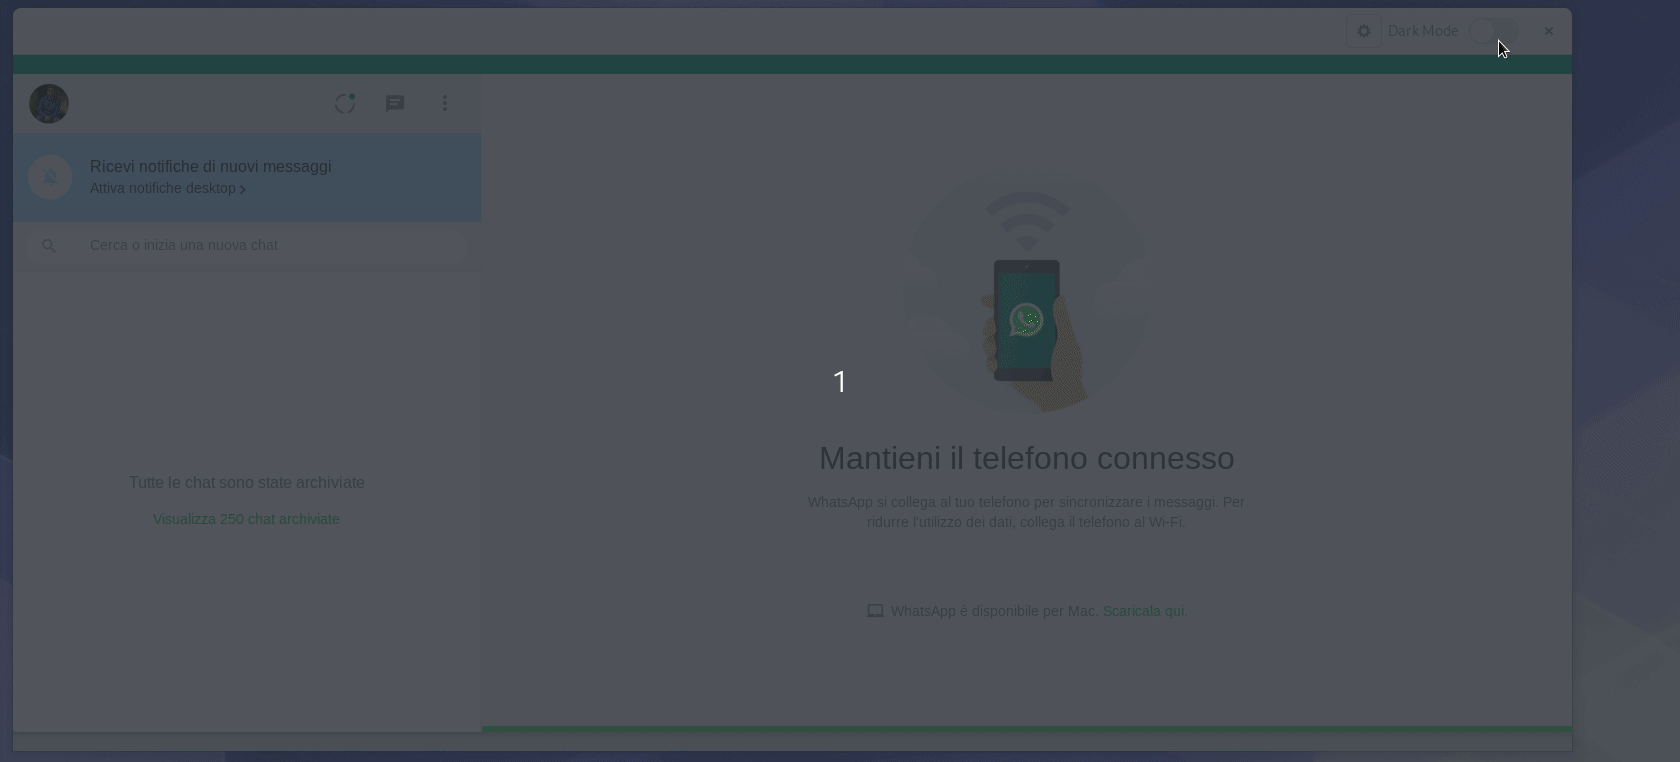 Dark Mode
Ricevi notifiche di nuovi messaggi
Attiva notifiche desktop
Cerca o inizia una nuova chat
Tutte le chat sono state archiviate
Visualizza 250 chat archiviate
1
Mantieni il telefono connesso
WhatsApp si collega al tuo telefono per sincronizzare i messaggi. Per
ridurre l'utilizzo dei dati, collega il telefono al Wi-Fi.
WhatsApp è disponibile per Mac. Scaricala qui.